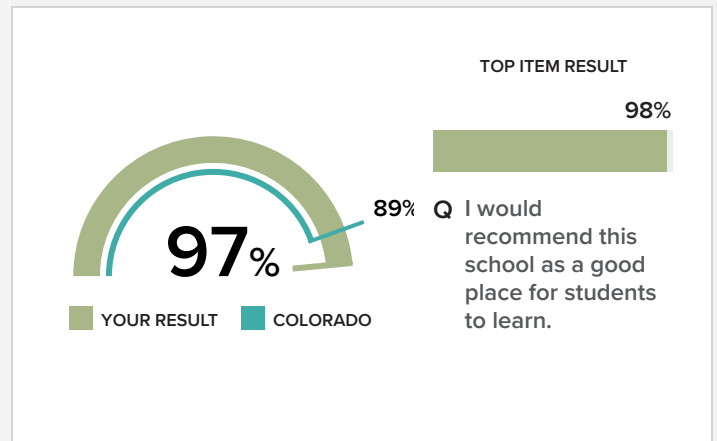 TOP ITEM RESULT
98%
89%
97%
Q I would
recommend this
school as a good
place for students
to learn.
YOUR RESULT
COLORADO